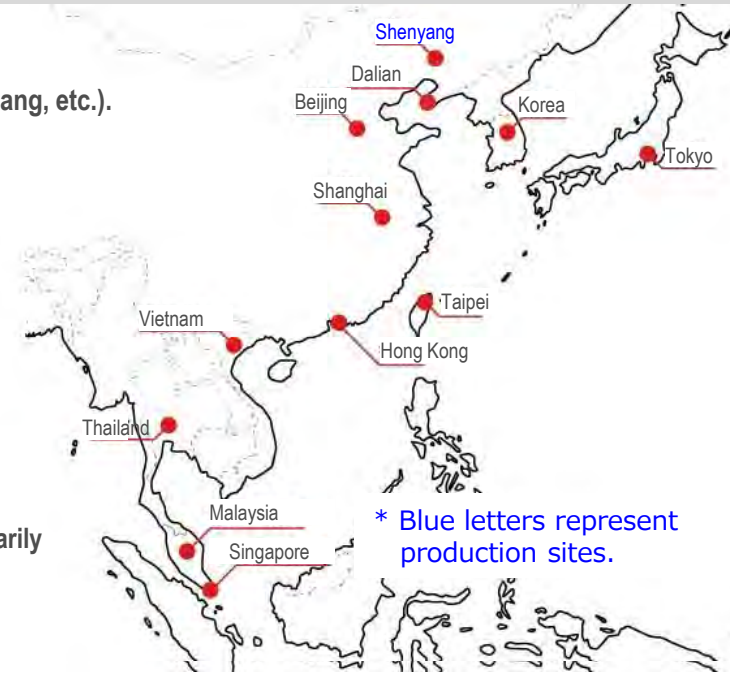 Shenyang
Dalian
ang, etc.).
Beijing
Korea
Tokyo
Shanghai
Taipei
Vietnam
Hong Kong
Thailand
Malaysia
* Blue letters represent
production sites.
arily
Singapore